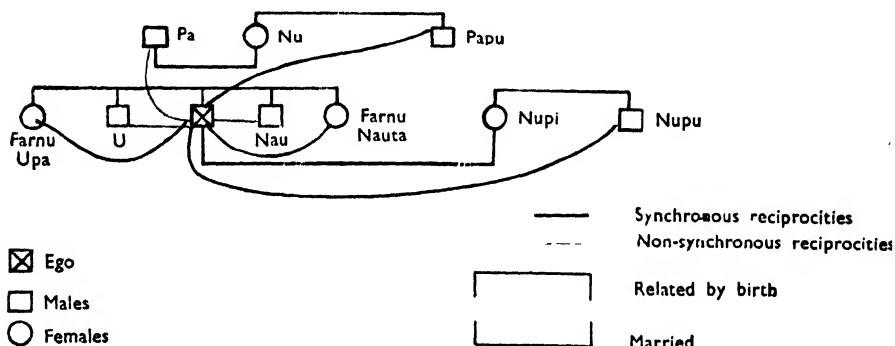 Pa
Nu
Papu
Farnu
Upa
U
Nau
Farnu
Nauta
Nupi
Nupu
Synchronous reciprocities
Non-synchronous reciprocities
Ego
Males
Females
Related by birth
Married